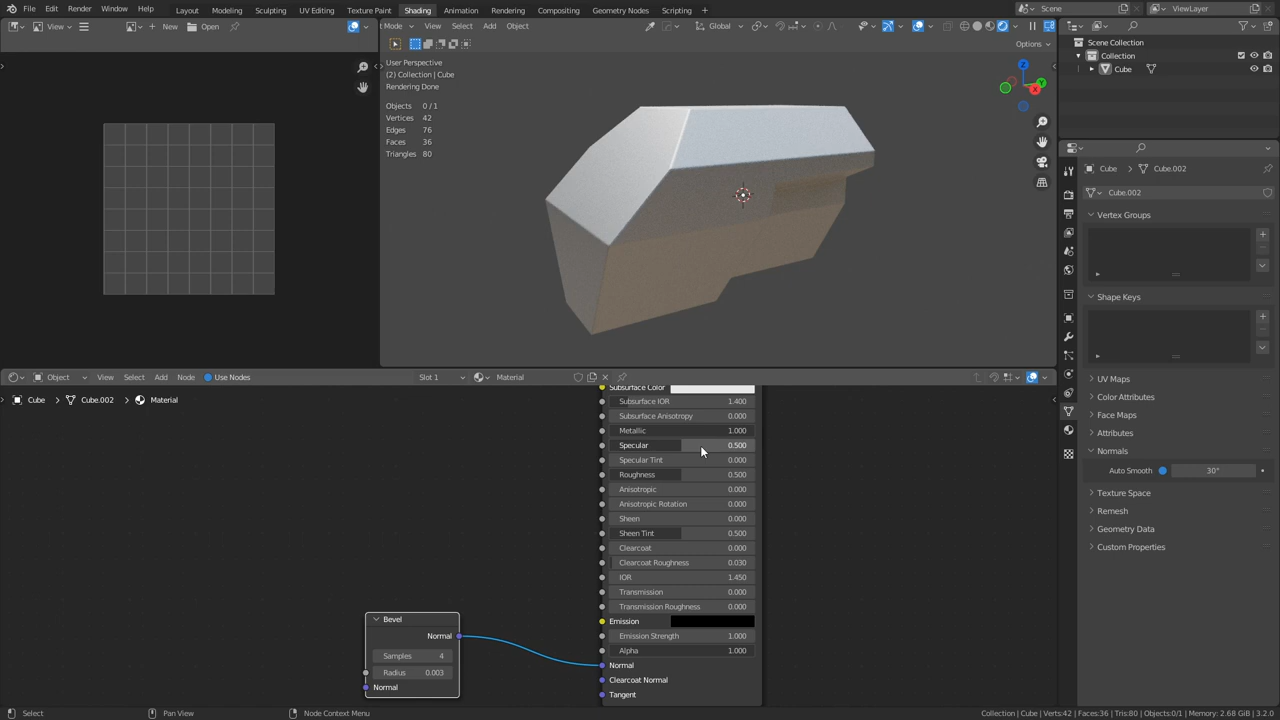 File Edit Render Window Help Layout Modeling Sculpting UV Editing Texture Paint Shading Animation Rendering Compositing Geometry Nodes Scripting Scene ViewLayer
View New Open Mode View Select Add Object Global
Options
User Perspective
(2) Collection | Cube
Rendering Done
Objects 0/1
Vertices 42
Edges 76
Faces 36
Triangles 80
Z
Y
X
Scene Collection
Collection
Cube
Cube Cube.002
Cube.002
Vertex Groups
Shape Keys
UV Maps
Color Attributes
Face Maps
Attributes
Normals
Auto Smooth 30°
Texture Space
Remesh
Geometry Data
Custom Properties
Object View Select Add Node Use Nodes Slot 1 Material
Cube Cube.002 Material
Subsurface Color
Subsurface IOR 1.400
Subsurface Anisotropy 0.000
Metallic 1.000
Specular 0.500
Specular Tint 0.000
Roughness 0.500
Anisotropic 0.000
Anisotropic Rotation 0.000
Sheen 0.000
Sheen Tint 0.500
Clearcoat 0.000
Clearcoat Roughness 0.030
IOR 1.450
Transmission 0.000
Transmission Roughness 0.000
Emission
Emission Strength 1.000
Alpha 1.000
Normal
Clearcoat Normal
Tangent
Bevel
Normal
Samples 4
Radius 0.003
Normal
Select Pan View Node Context Menu Collection | Cube | Verts:42 | Faces:36 | Tris:80 | Objects:0/1 | Memory: 2.68 GiB | 3.2.0